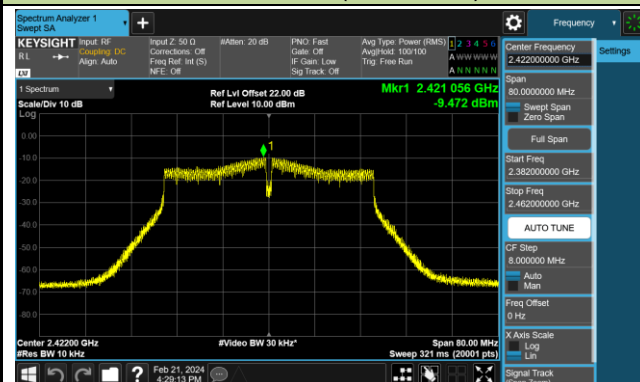 Spectrum Analyzer 1
Swept SA
+
Frequency
KEYSIGHT
RL
LXI
Input: RF
Coupling: DC
Align: Auto
Input Z: 50 Ω
Corrections: Off
Freq Ref: Int (S)
NFE: Off
#Atten: 20 dB
PNO: Fast
Gate: Off
IF Gain: Low
Sig Track: Off
Avg Type: Power (RMS)
Avg|Hold: 100/100
Trig: Free Run
1 2 3 4 5 6
A W W W W W
A N N N N N
1 Spectrum
Scale/Div 10 dB
Log
Ref Lvl Offset 22.00 dB
Ref Level 10.00 dBm
Mkr1 2.421 056 GHz
-9.472 dBm
1
0.00
-10.0
-20.0
-30.0
-40.0
-50.0
-60.0
-70.0
-80.0
Center 2.42200 GHz
#Res BW 10 kHz
#Video BW 30 kHz*
Span 80.00 MHz
Sweep 321 ms (20001 pts)
Feb 21, 2024
4:29:13 PM
?
Center Frequency
2.422000000 GHz
Span
80.0000000 MHz
Swept Span
Zero Span
Full Span
Start Freq
2.382000000 GHz
Stop Freq
2.462000000 GHz
AUTO TUNE
CF Step
8.000000 MHz
Auto
Man
Freq Offset
0 Hz
X Axis Scale
Log
Lin
Signal Track
(Span Zoom)
Settings